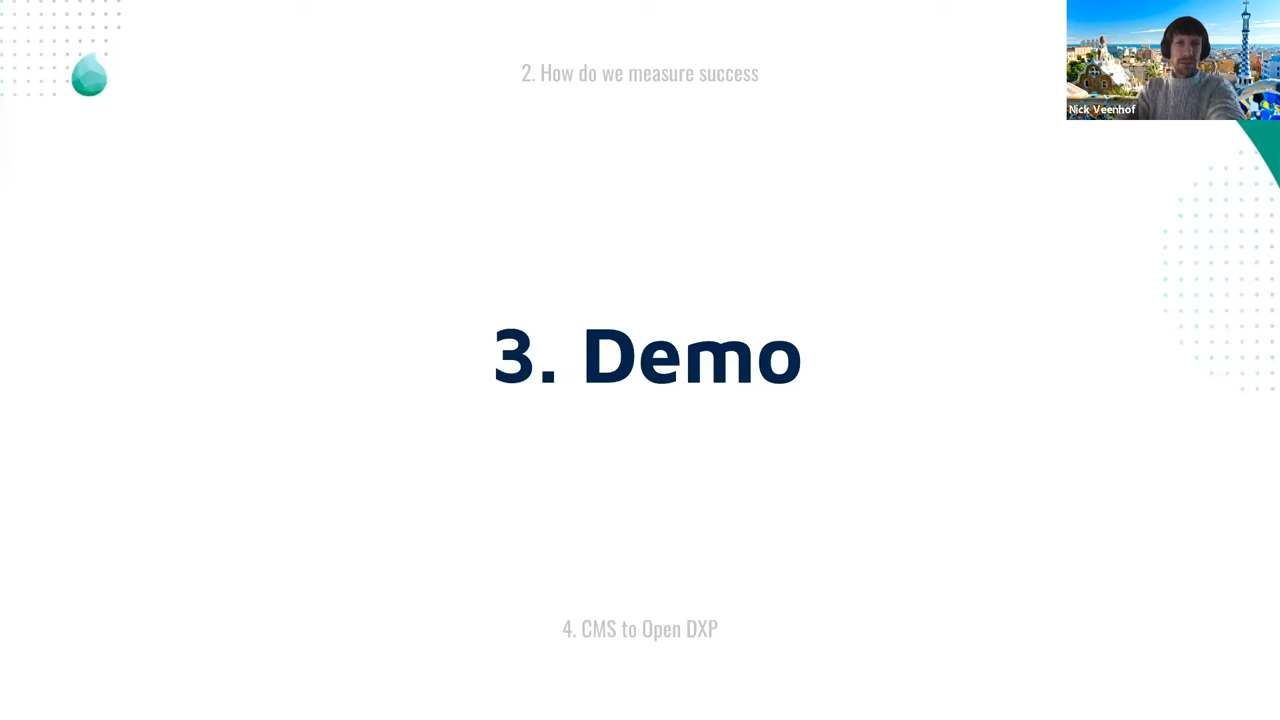 2. How do we measure success
Nick Veenhof
3. Demo
4. CMS to Open DXP